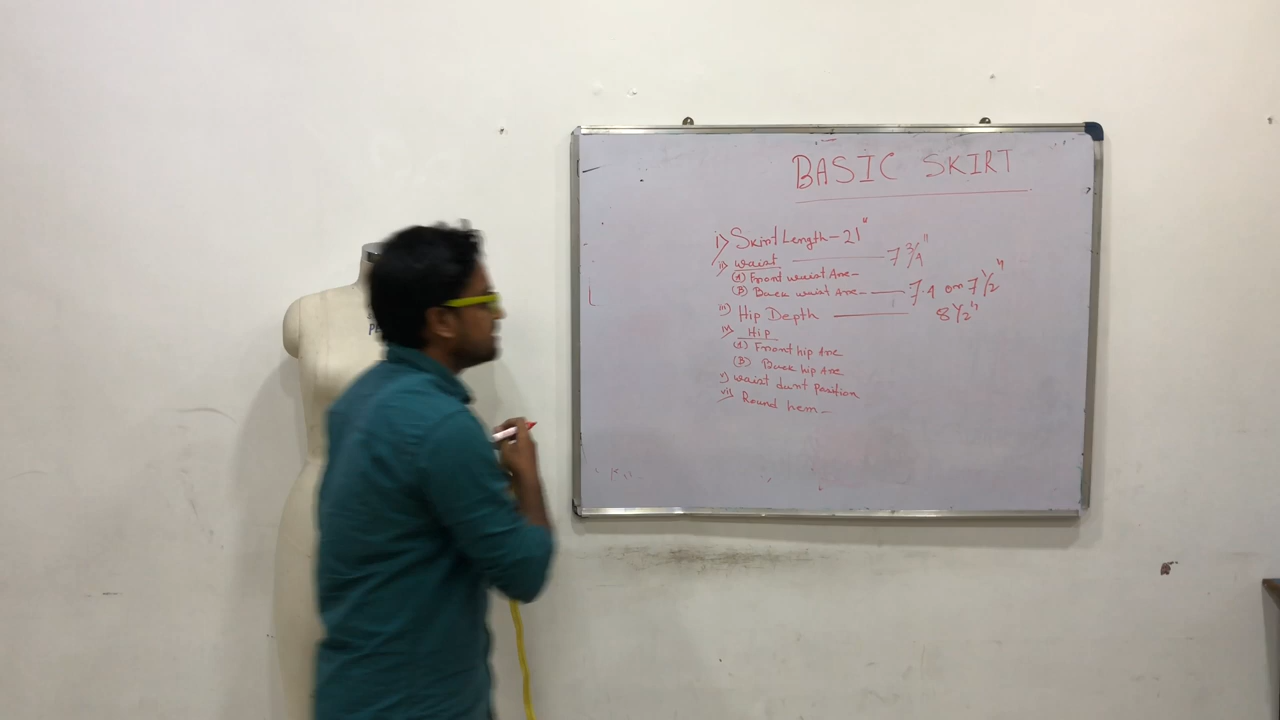 BASIC SKIRT
i) Skirt Length - 21"
ii) Waist — 7 3/4"
(A) Front waist Arc -
(B) Back waist Arc - — 7.4 or 7 1/2"
iii) Hip Depth — 8 1/2"
iv) Hip
(A) Front hip Arc
(B) Back hip Arc
v) Waist dart Position
vi) Round hem -